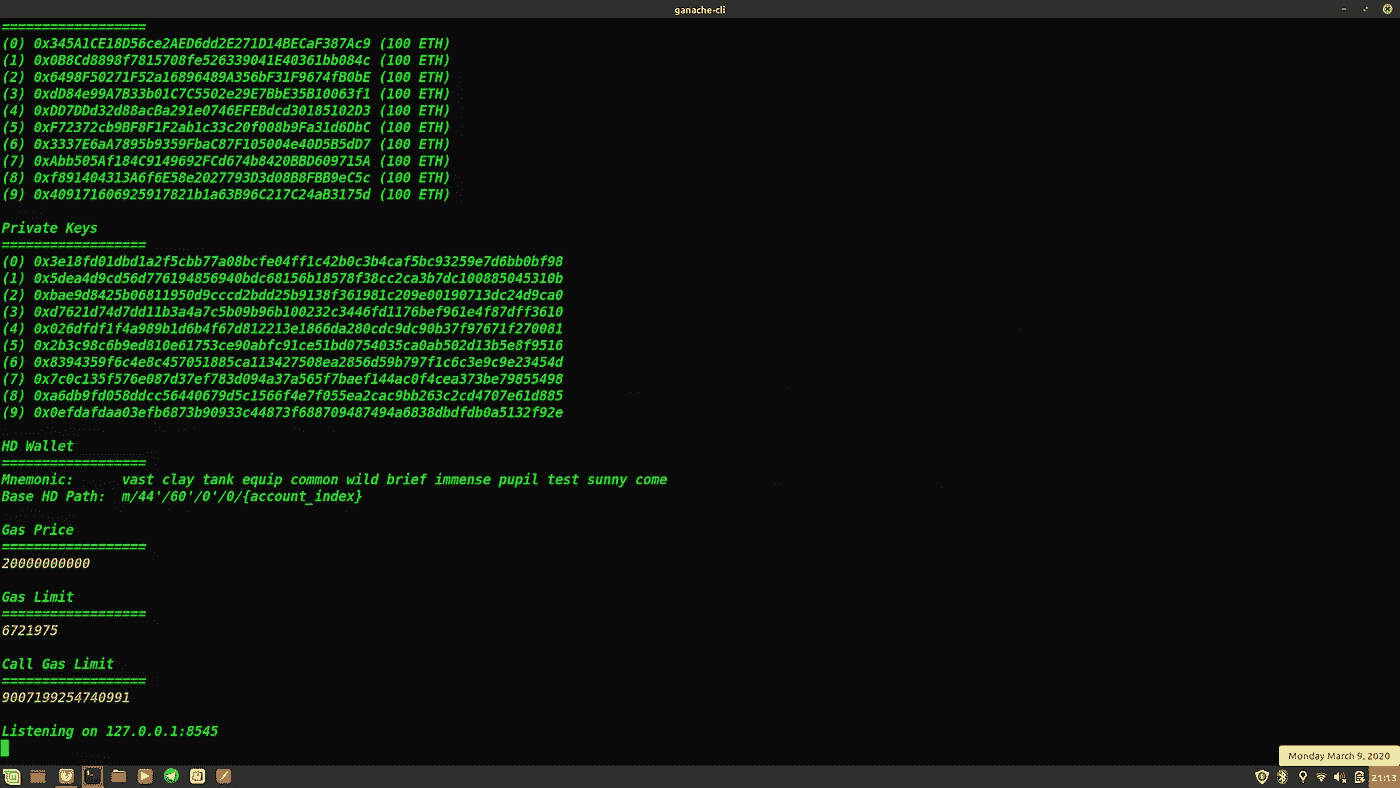 ganache-cli
==================
(0) 0x345A1CE18D56ce2AED6dd2E271D14BECaF387Ac9 (100 ETH)
(1) 0x0B8Cd8898f7815708fe526339041E40361bb084c (100 ETH)
(2) 0x6498F50271F52a16896489A356bF31F9674fB0bE (100 ETH)
(3) 0xdD84e99A7B33b01C7C5502e29E7BbE35B10063f1 (100 ETH)
(4) 0xDD7DDd32d88acBa291e0746EFEBdcd30185102D3 (100 ETH)
(5) 0xF72372cb9BF8F1F2ab1c33c20f008b9Fa31d6DbC (100 ETH)
(6) 0x3337E6aA7895b9359FbaC87F105004e40D5B5dD7 (100 ETH)
(7) 0xAbb505Af184C9149692FCd674b8420BBD609715A (100 ETH)
(8) 0xf891404313A6f6E58e2027793D3d08B8FBB9eC5c (100 ETH)
(9) 0x409171606925917821b1a63B96C217C24aB3175d (100 ETH)
Private Keys
==================
(0) 0x3e18fd01dbd1a2f5cbb77a08bcfe04ff1c42b0c3b4caf5bc93259e7d6bb0bf98
(1) 0x5dea4d9cd56d776194856940bdc68156b18578f38cc2ca3b7dc100885045310b
(2) 0xbae9d8425b06811950d9cccd2bdd25b9138f361981c209e00190713dc24d9ca0
(3) 0xd7621d74d7dd11b3a4a7c5b09b96b100232c3446fd1176bef961e4f87dff3610
(4) 0x026dfdf1f4a989b1d6b4f67d812213e1866da280cdc9dc90b37f97671f270081
(5) 0x2b3c98c6b9ed810e61753ce90abfc91ce51bd0754035ca0ab502d13b5e8f9516
(6) 0x8394359f6c4e8c457051885ca113427508ea2856d59b797f1c6c3e9c9e23454d
(7) 0x7c0c135f576e087d37ef783d094a37a565f7baef144ac0f4cea373be79855498
(8) 0xa6db9fd058ddcc56440679d5c1566f4e7f055ea2cac9bb263c2cd4707e61d885
(9) 0x0efdafdaa03efb6873b90933c44873f688709487494a6838dbdfdb0a5132f92e
HD Wallet
==================
Mnemonic:      vast clay tank equip common wild brief immense pupil test sunny come
Base HD Path:  m/44'/60'/0'/0/{account_index}
Gas Price
==================
20000000000
Gas Limit
==================
6721975
Call Gas Limit
==================
9007199254740991
Listening on 127.0.0.1:8545
Monday March 9, 2020
21:13